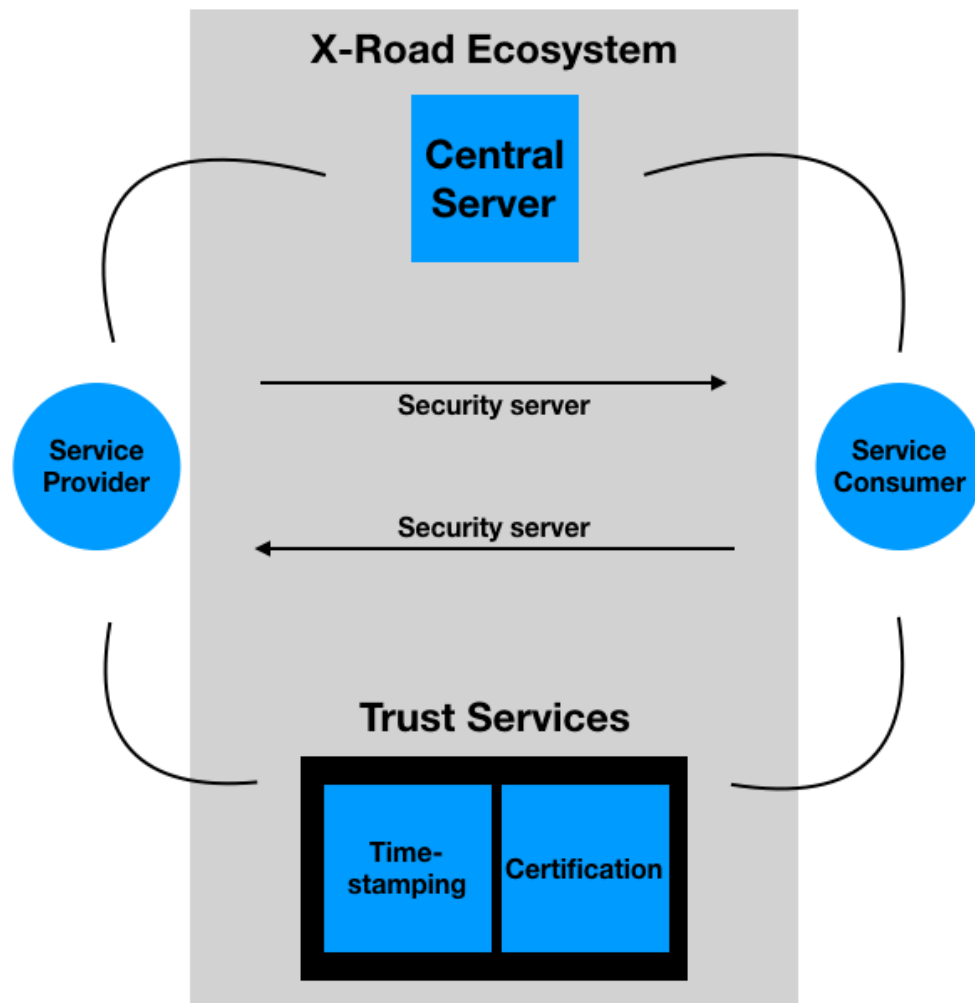 X-Road Ecosystem
Central
Server
Security server
Service
Provider
Service
Consumer
Security server
Trust Services
Time-
stamping
Certification